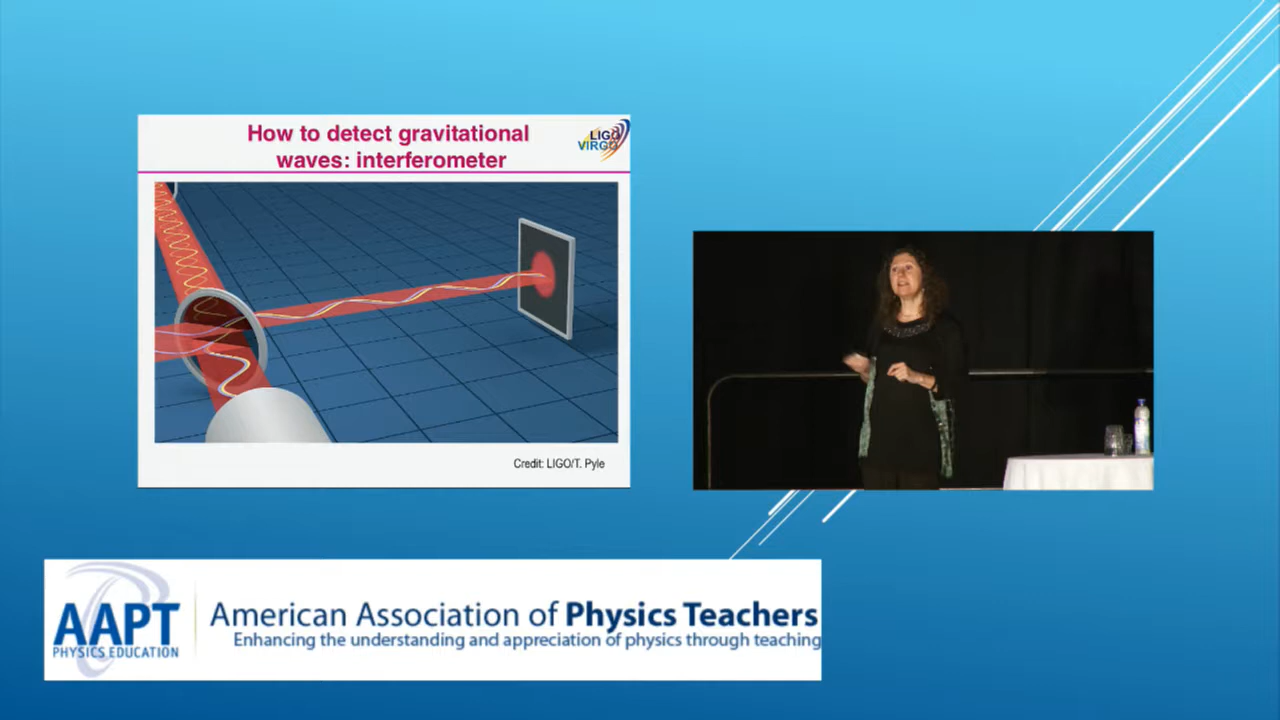 How to detect gravitational
waves: interferometer
LIGO
VIRGO
Credit: LIGO/T. Pyle
AAPT
PHYSICS EDUCATION
American Association of Physics Teachers
Enhancing the understanding and appreciation of physics through teaching